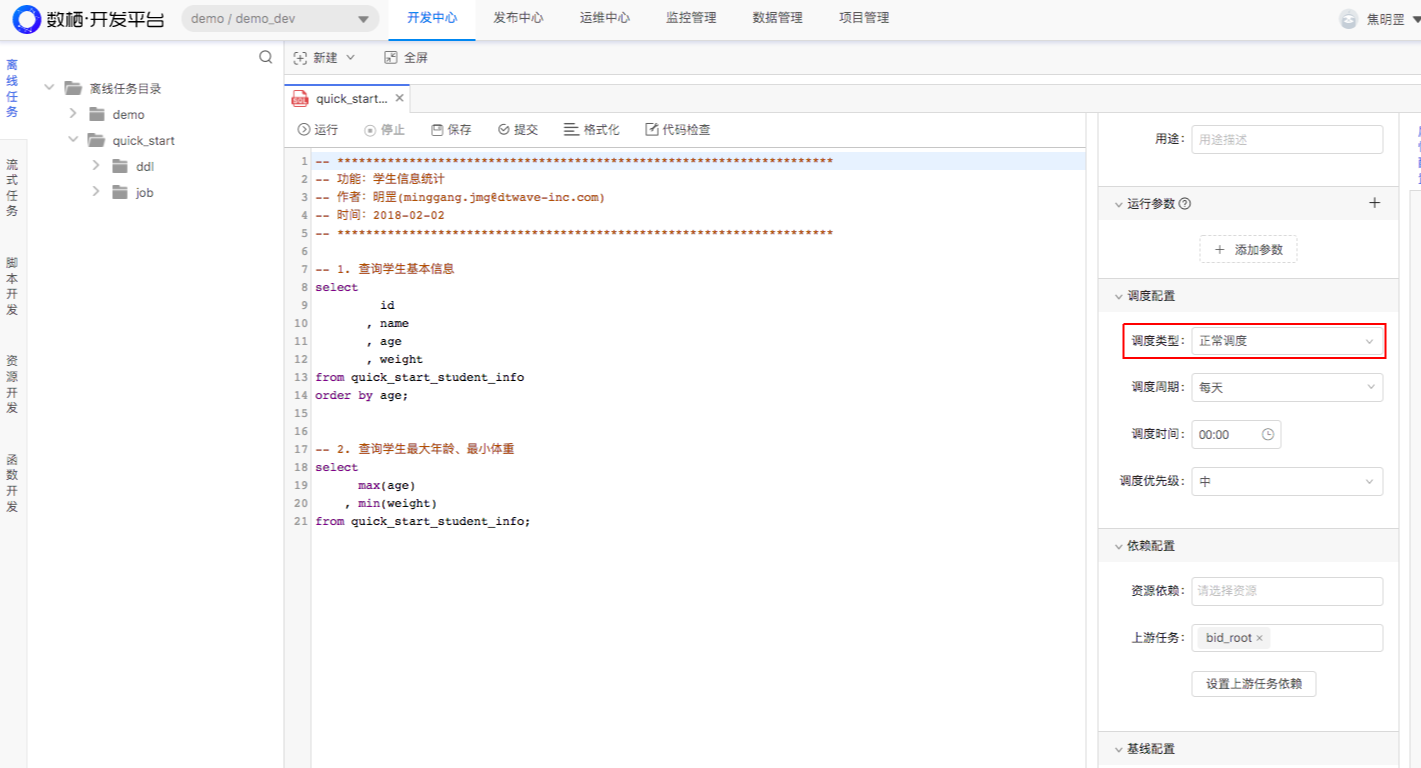 数栖·开发平台
demo / demo_dev
开发中心
发布中心
运维中心
监控管理
数据管理
项目管理
焦明罡
离线任务
流式任务
脚本开发
资源开发
函数开发
离线任务目录
demo
quick_start
ddl
job
新建
全屏
quick_start...
运行
停止
保存
提交
格式化
代码检查
1 -- *********************************************************************
2 -- 功能：学生信息统计
3 -- 作者：明罡(minggang.jmg@dtwave-inc.com)
4 -- 时间：2018-02-02
5 -- *********************************************************************
6
7 -- 1. 查询学生基本信息
8 select
9 id
10 , name
11 , age
12 , weight
13 from quick_start_student_info
14 order by age;
15
16
17 -- 2. 查询学生最大年龄、最小体重
18 select
19 max(age)
20 , min(weight)
21 from quick_start_student_info;
用途： 用途描述
运行参数
+ 添加参数
调度配置
调度类型： 正常调度
调度周期： 每天
调度时间： 00:00
调度优先级： 中
依赖配置
资源依赖： 请选择资源
上游任务： bid_root ×
设置上游任务依赖
基线配置